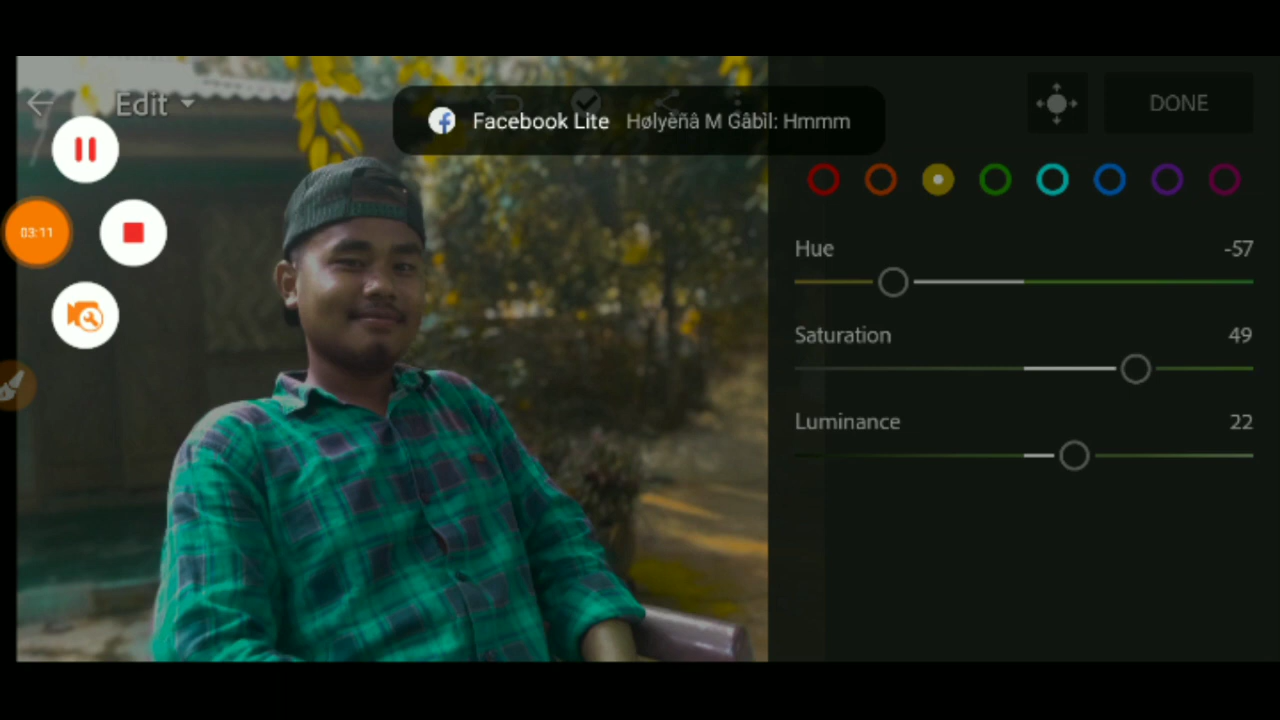 Edit
Facebook Lite Hølyèñâ M Gâbìl: Hmmm
DONE
03:11
Hue -57
Saturation 49
Luminance 22